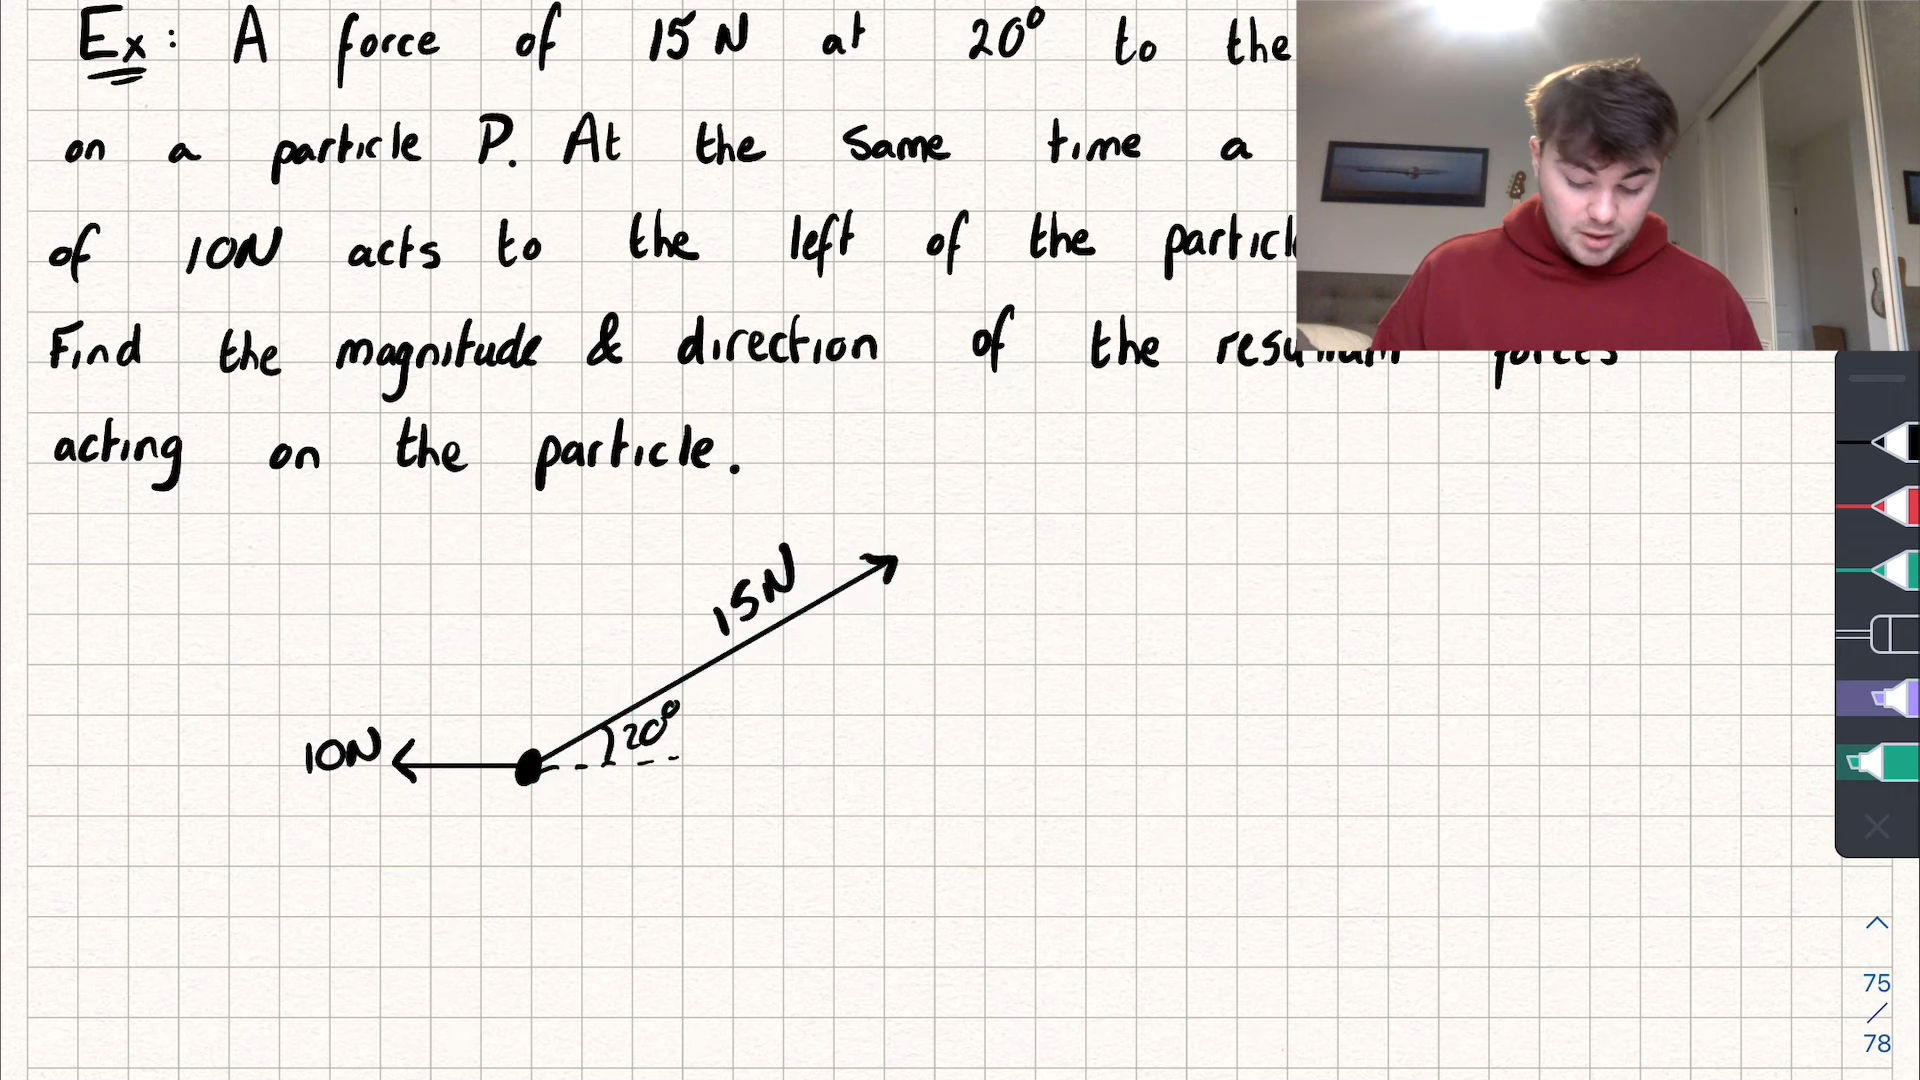 Ex: A force of 15 N at 20° to the
on a particle P. At the same time a
of 10N acts to the left of the
Find the magnitude & direction of the
acting on the particle.
15N
20°
10N
75
/
78